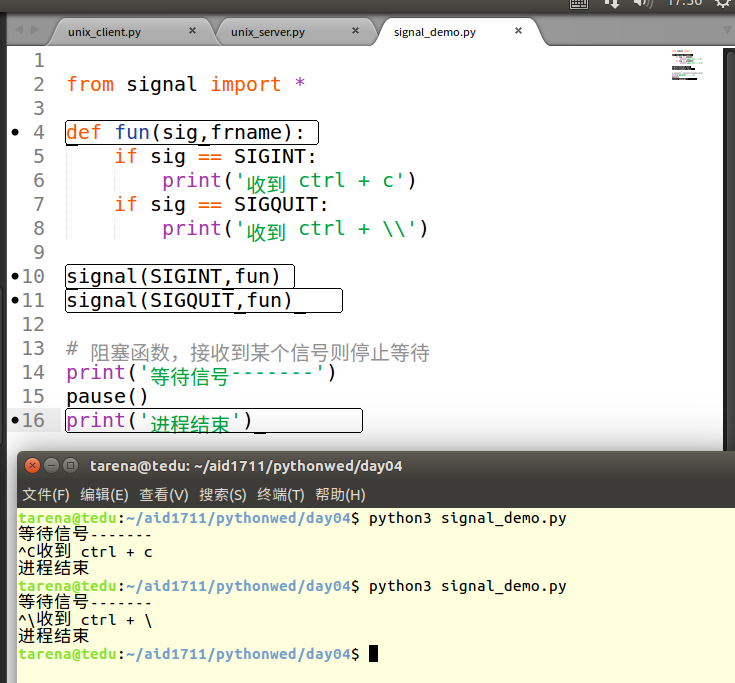 17:36
unix_client.py × unix_server.py × signal_demo.py ×
1
2 from signal import *
3
4 def fun(sig,frname):
5 if sig == SIGINT:
6 print('收到 ctrl + c')
7 if sig == SIGQUIT:
8 print('收到 ctrl + \\')
9
10 signal(SIGINT,fun)
11 signal(SIGQUIT,fun)
12
13 # 阻塞函数，接收到某个信号则停止等待
14 print('等待信号-------')
15 pause()
16 print('进程结束')
tarena@tedu: ~/aid1711/pythonwed/day04
文件(F) 编辑(E) 查看(V) 搜索(S) 终端(T) 帮助(H)
tarena@tedu:~/aid1711/pythonwed/day04$ python3 signal_demo.py
等待信号-------
^C收到 ctrl + c
进程结束
tarena@tedu:~/aid1711/pythonwed/day04$ python3 signal_demo.py
等待信号-------
^\收到 ctrl + \
进程结束
tarena@tedu:~/aid1711/pythonwed/day04$